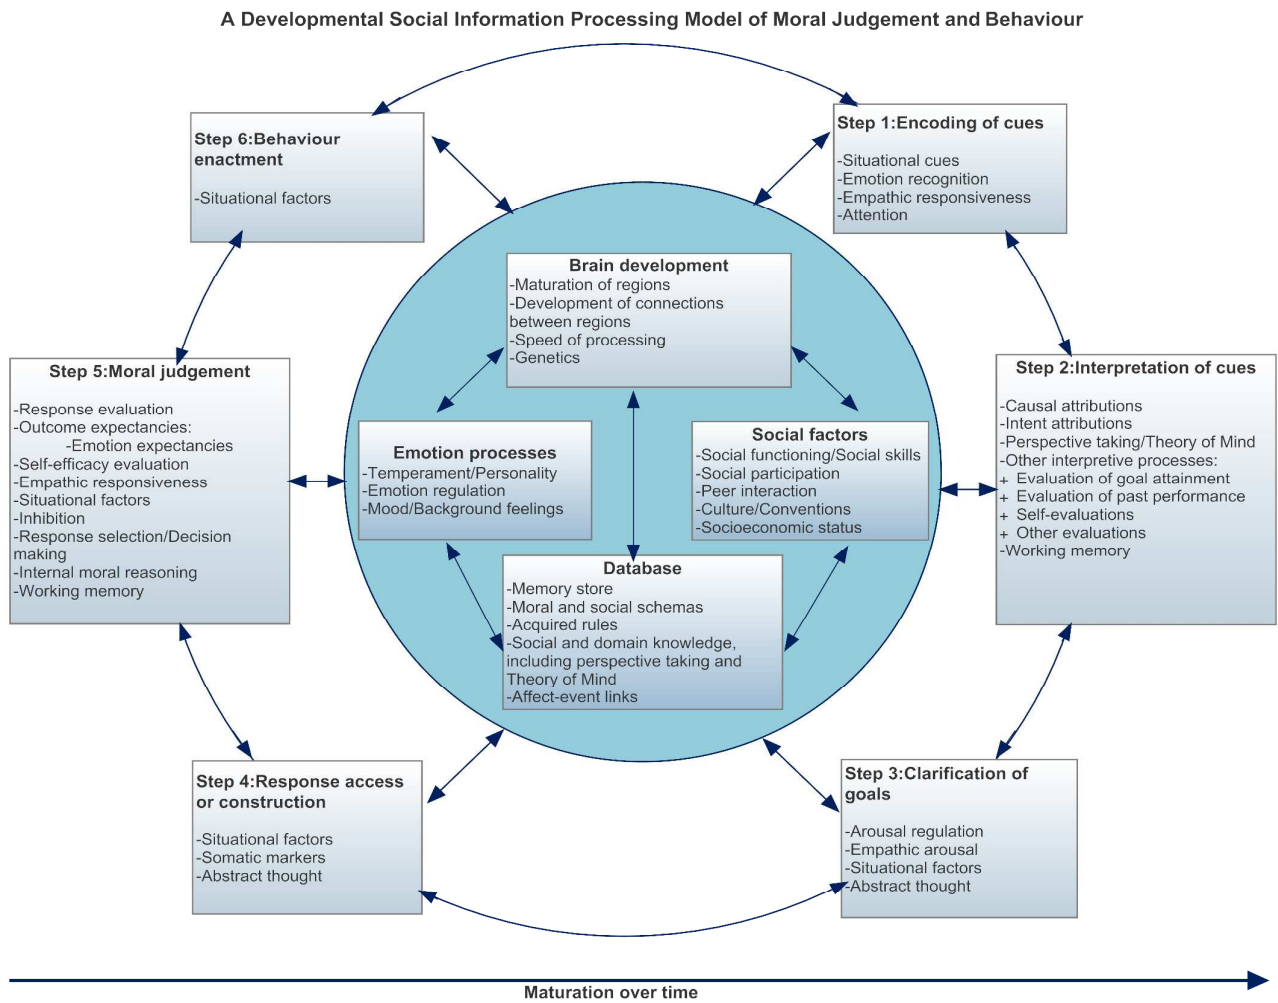 A Developmental Social Information Processing Model of Moral Judgement and Behaviour
Step 6:Behaviour
enactment
-Situational factors
Step 1:Encoding of cues
-Situational cues
-Emotion recognition
-Empathic responsiveness
-Attention
Brain development
-Maturation of regions
-Development of connections
between regions
-Speed of processing
-Genetics
Step 5:Moral judgement
-Response evaluation
-Outcome expectancies:
-Emotion expectancies
-Self-efficacy evaluation
-Empathic responsiveness
-Situational factors
-Inhibition
-Response selection/Decision
making
-Internal moral reasoning
-Working memory
Emotion processes
-Temperament/Personality
-Emotion regulation
-Mood/Background feelings
Social factors
-Social functioning/Social skills
-Social participation
-Peer interaction
-Culture/Conventions
-Socioeconomic status
Step 2:Interpretation of cues
-Causal attributions
-Intent attributions
-Perspective taking/Theory of Mind
-Other interpretive processes:
+ Evaluation of goal attainment
+ Evaluation of past performance
+ Self-evaluations
+ Other evaluations
-Working memory
Database
-Memory store
-Moral and social schemas
-Acquired rules
-Social and domain knowledge,
including perspective taking and
Theory of Mind
-Affect-event links
Step 4:Response access
or construction
-Situational factors
-Somatic markers
-Abstract thought
Step 3:Clarification of
goals
-Arousal regulation
-Empathic arousal
-Situational factors
-Abstract thought
Maturation over time